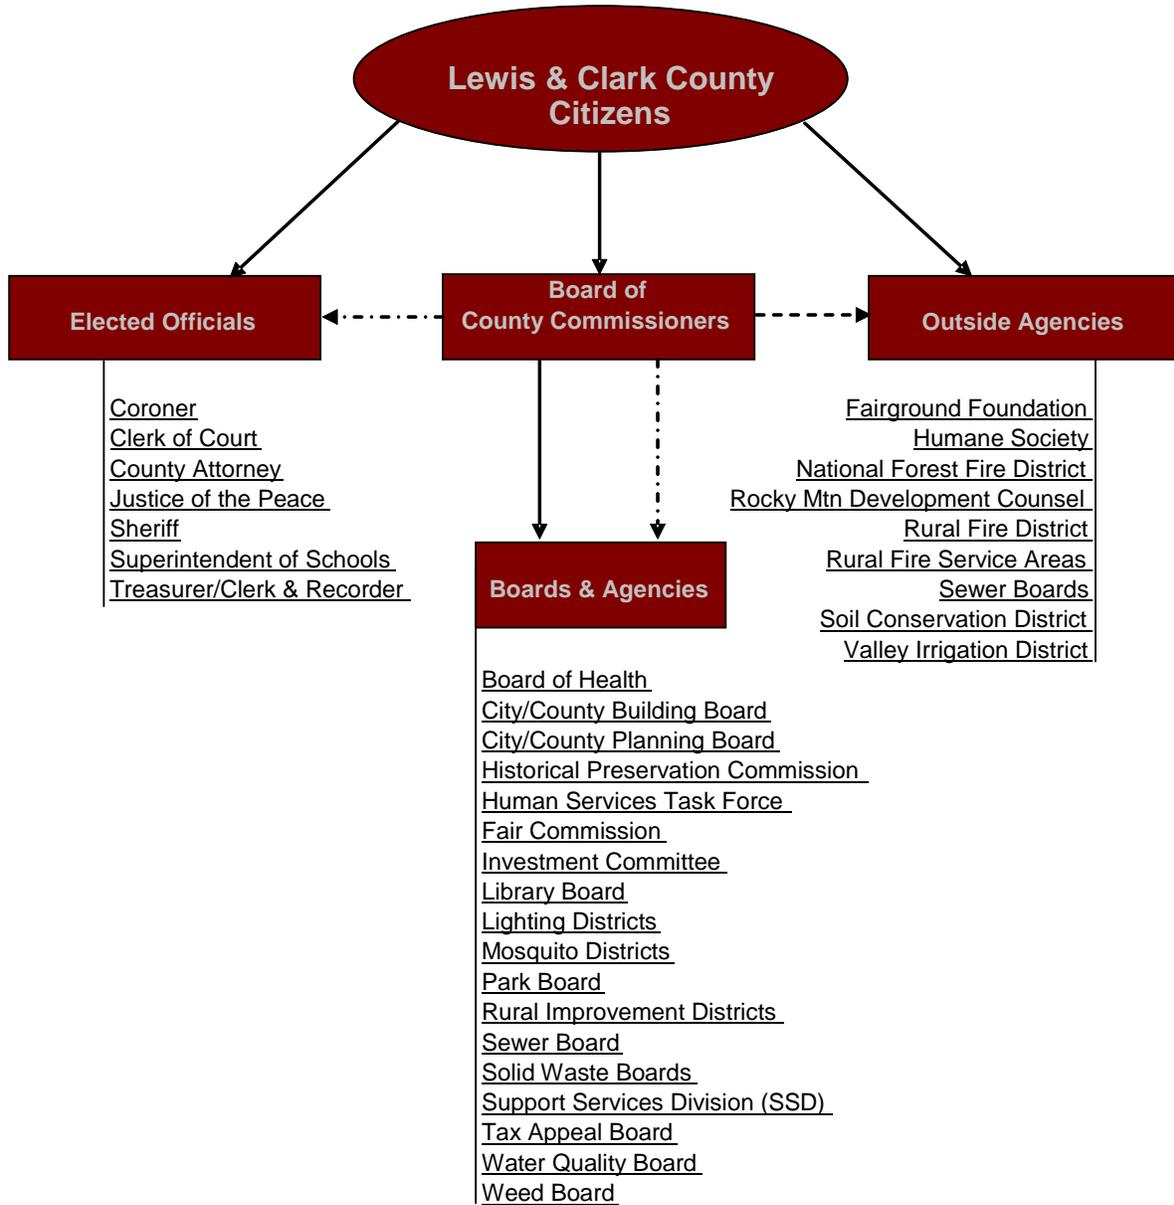 Lewis & Clark County
Citizens
Elected Officials
Board of
County Commissioners
Outside Agencies
Coroner
Clerk of Court
County Attorney
Justice of the Peace
Sheriff
Superintendent of Schools
Treasurer/Clerk & Recorder
Fairground Foundation
Humane Society
National Forest Fire District
Rocky Mtn Development Counsel
Rural Fire District
Rural Fire Service Areas
Sewer Boards
Soil Conservation District
Valley Irrigation District
Boards & Agencies
Board of Health
City/County Building Board
City/County Planning Board
Historical Preservation Commission
Human Services Task Force
Fair Commission
Investment Committee
Library Board
Lighting Districts
Mosquito Districts
Park Board
Rural Improvement Districts
Sewer Board
Solid Waste Boards
Support Services Division (SSD)
Tax Appeal Board
Water Quality Board
Weed Board